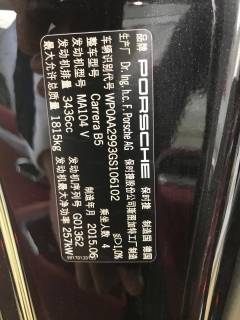 品牌 PORSCHE 保时捷 制造国 德国
生产厂 Dr. Ing. h.c. F. Porsche AG 保时捷股份公司斯图加特工厂制造
车辆识别代号 WP0AA2993GS106102
整车型号 Carrera B5 乘坐人数 4
发动机型号 MA104 V 制造年月 2015.06
发动机排量 3436cc 发动机序列号 G01362
最大允许总质量 1815kg 发动机最大净功率 257kW